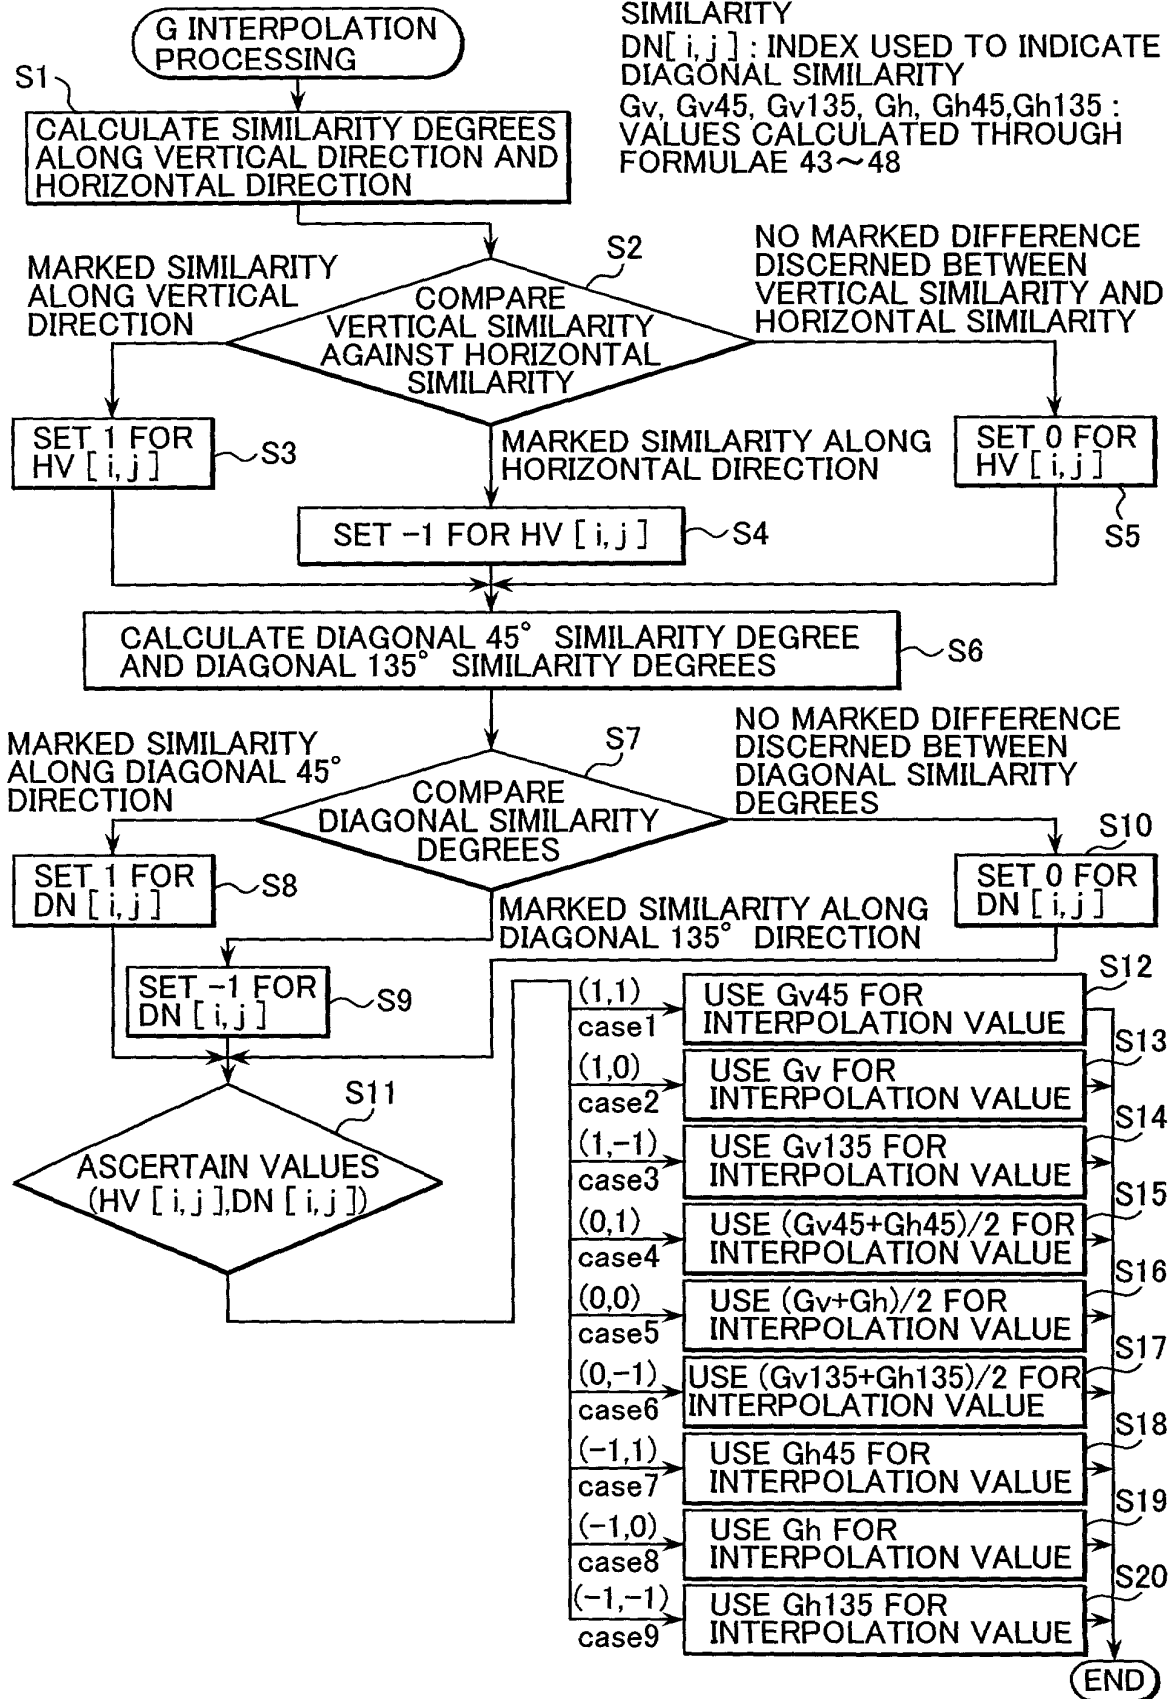 SIMILARITY
DN[ i,j ] : INDEX USED TO INDICATE
DIAGONAL SIMILARITY
Gv, Gv45, Gv135, Gh, Gh45,Gh135 :
VALUES CALCULATED THROUGH
FORMULAE 43~48
G INTERPOLATION
PROCESSING
S1
CALCULATE SIMILARITY DEGREES
ALONG VERTICAL DIRECTION AND
HORIZONTAL DIRECTION
S2
COMPARE
VERTICAL SIMILARITY
AGAINST HORIZONTAL
SIMILARITY
MARKED SIMILARITY
ALONG VERTICAL
DIRECTION
NO MARKED DIFFERENCE
DISCERNED BETWEEN
VERTICAL SIMILARITY AND
HORIZONTAL SIMILARITY
SET 1 FOR
HV [ i,j ]
S3
MARKED SIMILARITY ALONG
HORIZONTAL DIRECTION
SET -1 FOR HV [ i,j ]
S4
SET 0 FOR
HV [ i,j ]
S5
CALCULATE DIAGONAL 45° SIMILARITY DEGREE
AND DIAGONAL 135° SIMILARITY DEGREES
S6
S7
COMPARE
DIAGONAL SIMILARITY
DEGREES
MARKED SIMILARITY
ALONG DIAGONAL 45°
DIRECTION
NO MARKED DIFFERENCE
DISCERNED BETWEEN
DIAGONAL SIMILARITY
DEGREES
SET 1 FOR
DN [ i,j ]
S8
MARKED SIMILARITY ALONG
DIAGONAL 135° DIRECTION
SET -1 FOR
DN [ i,j ]
S9
S10
SET 0 FOR
DN [ i,j ]
S11
ASCERTAIN VALUES
(HV [ i,j ],DN [ i,j ])
(1,1)
case1
USE Gv45 FOR
INTERPOLATION VALUE
S12
(1,0)
case2
USE Gv FOR
INTERPOLATION VALUE
S13
(1,-1)
case3
USE Gv135 FOR
INTERPOLATION VALUE
S14
(0,1)
case4
USE (Gv45+Gh45)/2 FOR
INTERPOLATION VALUE
S15
(0,0)
case5
USE (Gv+Gh)/2 FOR
INTERPOLATION VALUE
S16
(0,-1)
case6
USE (Gv135+Gh135)/2 FOR
INTERPOLATION VALUE
S17
(-1,1)
case7
USE Gh45 FOR
INTERPOLATION VALUE
S18
(-1,0)
case8
USE Gh FOR
INTERPOLATION VALUE
S19
(-1,-1)
case9
USE Gh135 FOR
INTERPOLATION VALUE
S20
END